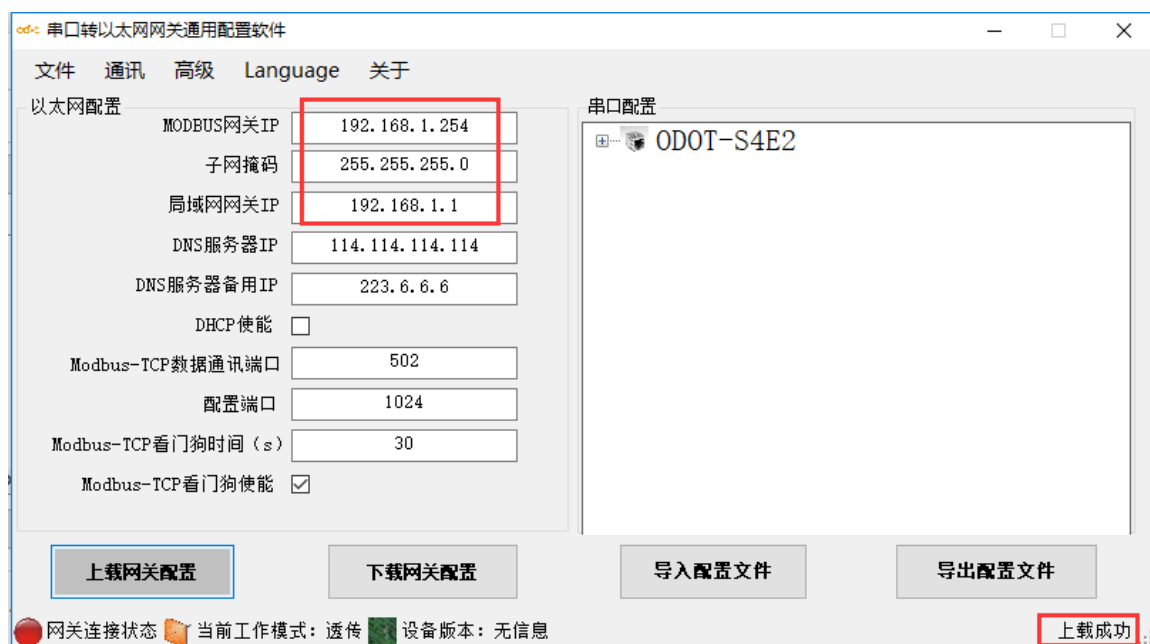 odot 串口转以太网网关通用配置软件
文件 通讯 高级 Language 关于
以太网配置
MODBUS网关IP 192.168.1.254
子网掩码 255.255.255.0
局域网网关IP 192.168.1.1
DNS服务器IP 114.114.114.114
DNS服务器备用IP 223.6.6.6
DHCP使能
Modbus-TCP数据通讯端口 502
配置端口 1024
Modbus-TCP看门狗时间（s） 30
Modbus-TCP看门狗使能
串口配置
ODOT-S4E2
上载网关配置 下载网关配置 导入配置文件 导出配置文件
网关连接状态 当前工作模式：透传 设备版本：无信息 上载成功